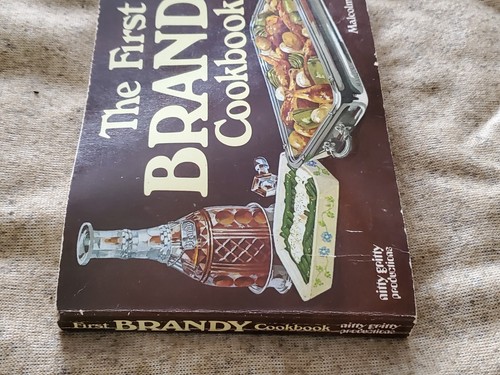 The First
BRANDY
Cookbook
Malcolm
nitty gritty
productions
First BRANDY Cookbook nitty gritty
productions